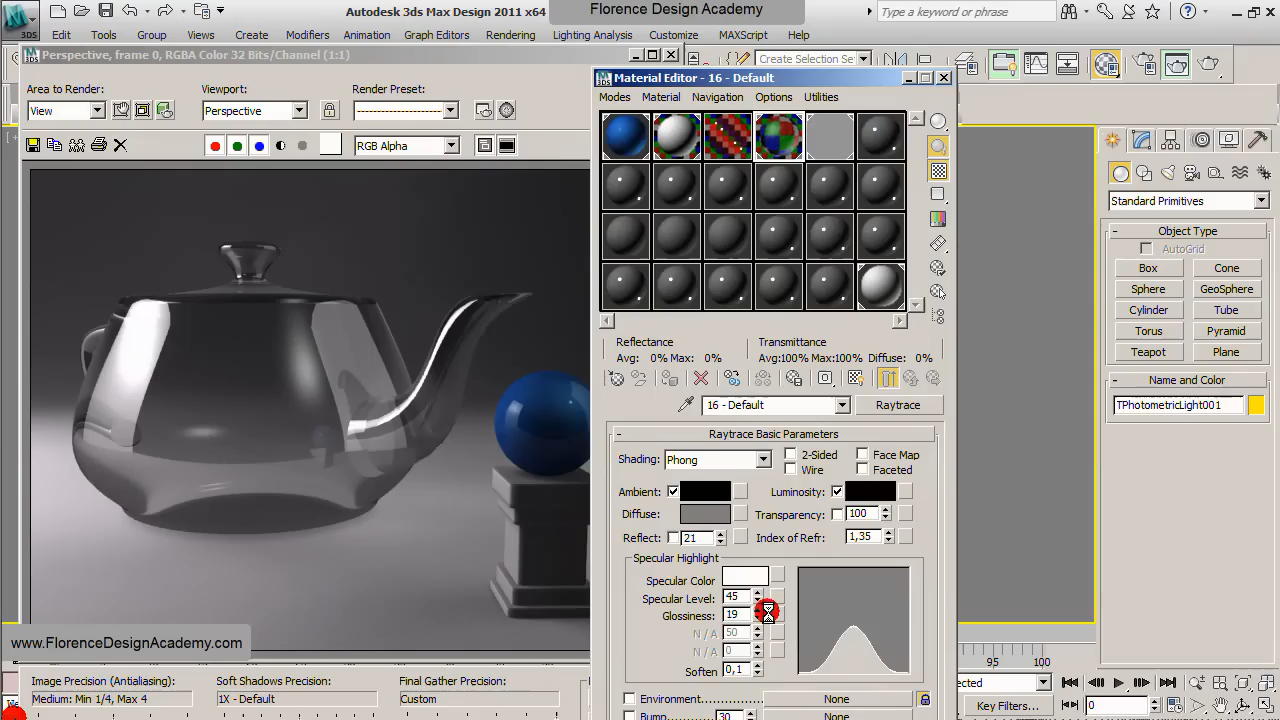 Autodesk 3ds Max Design 2011 x64
Florence Design Academy
Type a keyword or phrase
3DS
Edit Tools Group Views Create Modifiers Animation Graph Editors Rendering Lighting Analysis Customize MAXScript Help
Perspective, frame 0, RGBA Color 32 Bits/Channel (1:1)
Create Selection Se
Area to Render: Viewport: Render Preset:
View Perspective
RGB Alpha
Material Editor - 16 - Default
Modes Material Navigation Options Utilities
Reflectance
Avg: 0% Max: 0%
Transmittance
Avg:100% Max:100% Diffuse: 0%
16 - Default Raytrace
- Raytrace Basic Parameters
Shading: Phong 2-Sided Face Map
Wire Faceted
Ambient: Luminosity:
Diffuse: Transparency: 100
Reflect: 21 Index of Refr: 1,35
Specular Highlight
Specular Color
Specular Level: 45
Glossiness: 19
N / A 50
N / A 0
Soften 0,1
Environment None
Bump 30 None
Standard Primitives
- Object Type
AutoGrid
Box Cone
Sphere GeoSphere
Cylinder Tube
Torus Pyramid
Teapot Plane
- Name and Color
TPhotometricLight001
www.FlorenceDesignAcademy.com
Image Precision (Antialiasing): Soft Shadows Precision: Final Gather Precision:
Medium: Min 1/4, Max 4 1X - Default Custom
95 100
ected
Key Filters... 0